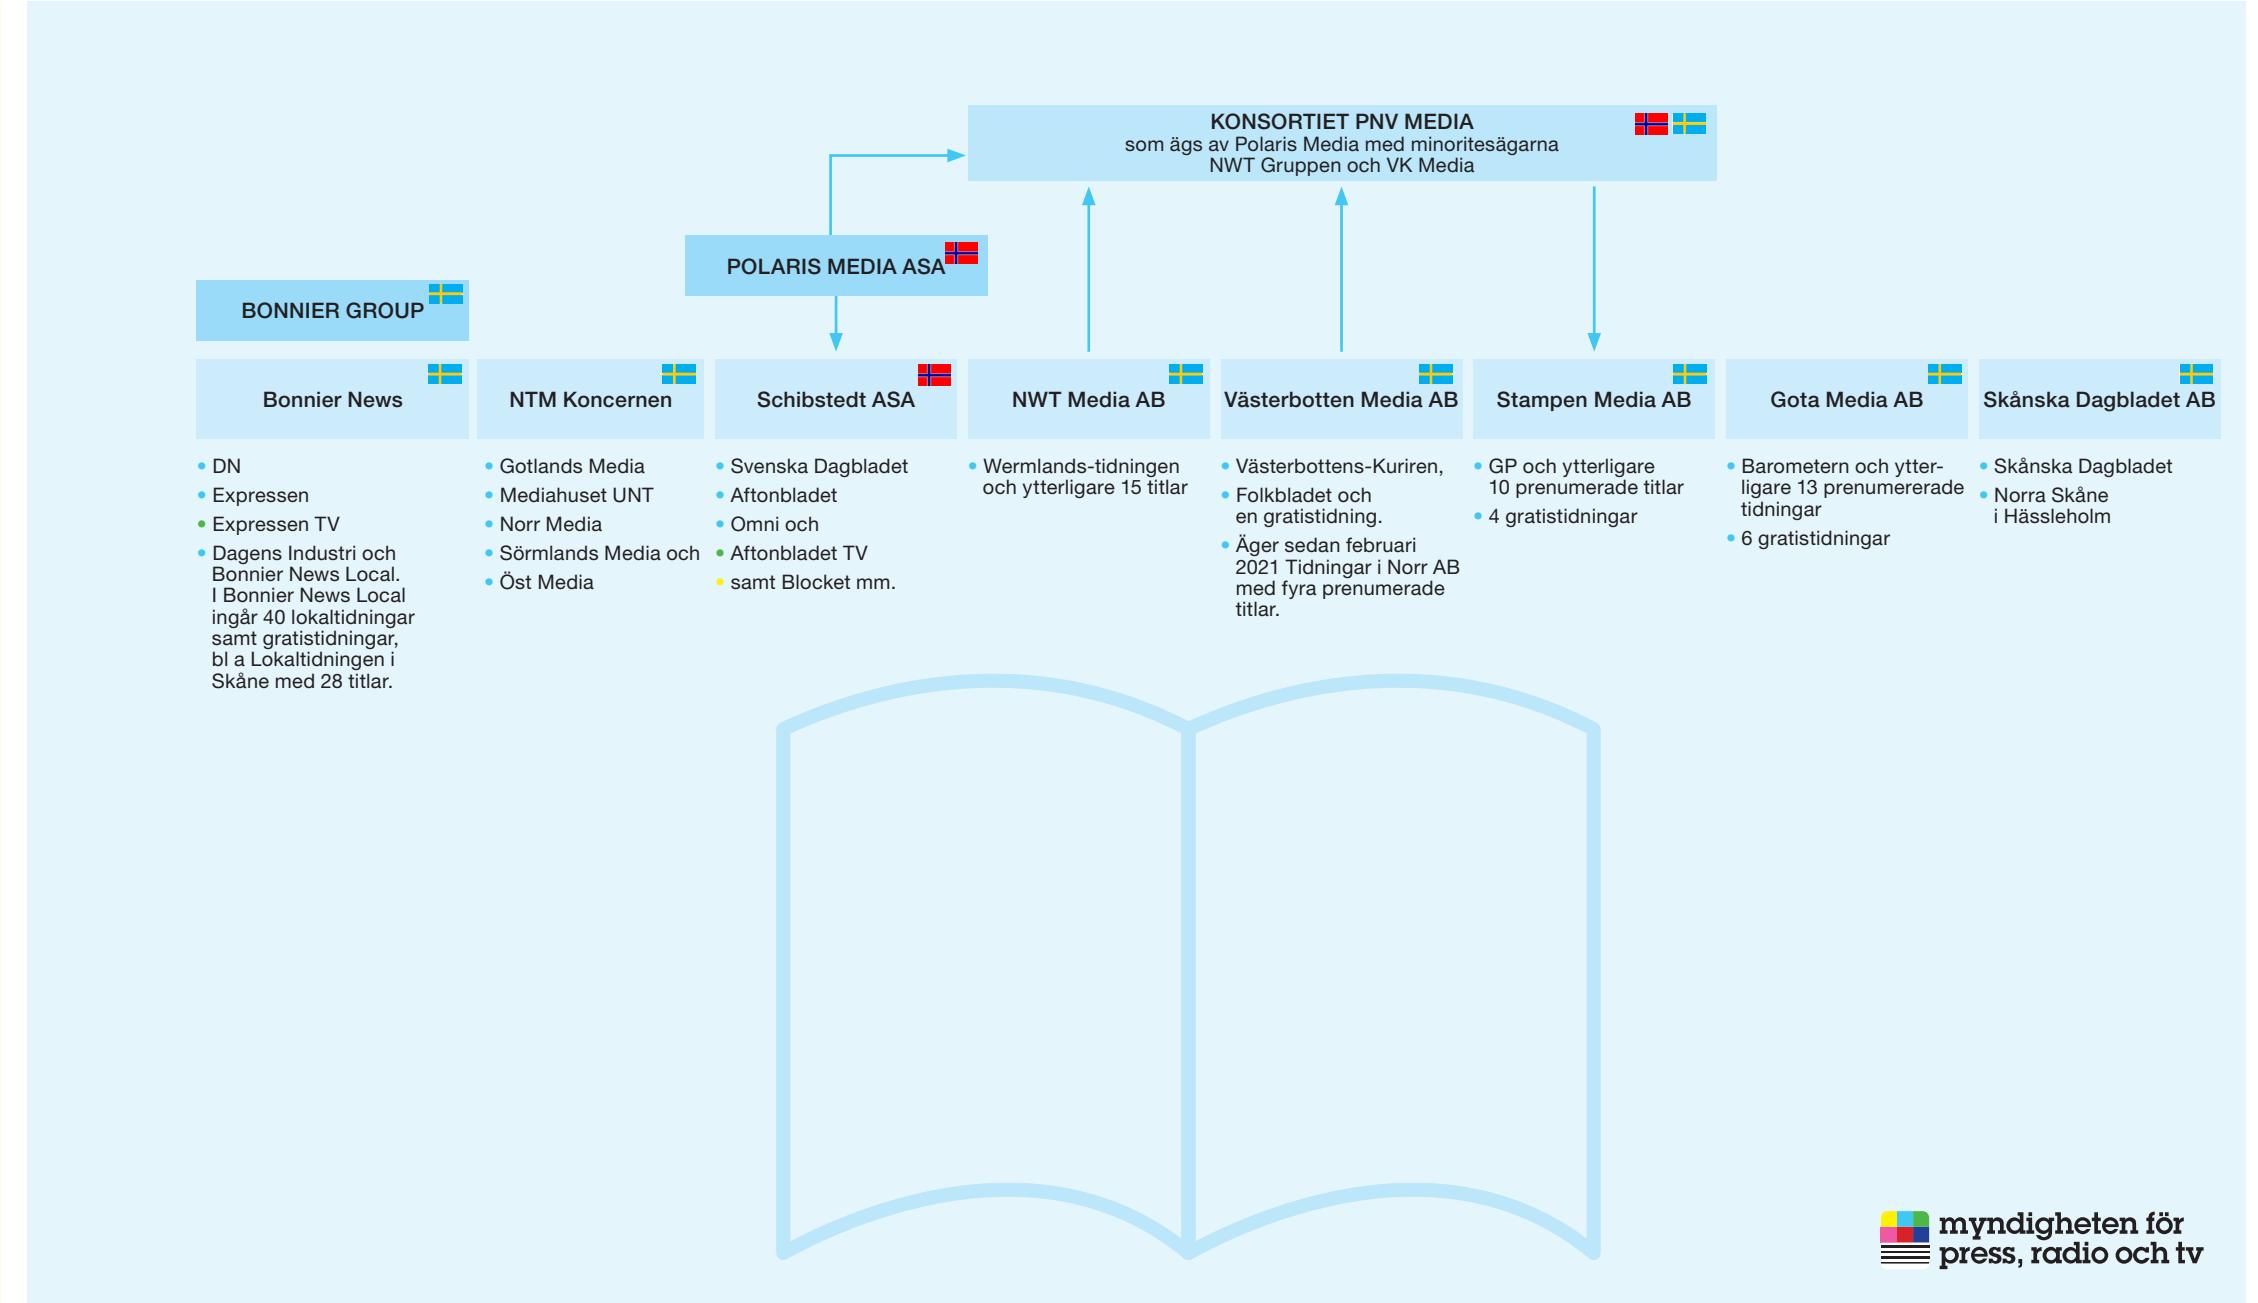 KONSORTIET PNV MEDIA
som ägs av Polaris Media med minoritesägarna
NWT Gruppen och VK Media
POLARIS MEDIA ASA
BONNIER GROUP
Bonnier News
• DN
• Expressen
• Expressen TV
• Dagens Industri och
Bonnier News Local.
I Bonnier News Local
ingår 40 lokaltidningar
samt gratistidningar,
bl a Lokaltidningen i
Skåne med 28 titlar.
NTM Koncernen
• Gotlands Media
• Mediahuset UNT
• Norr Media
• Sörmlands Media och
• Öst Media
Schibstedt ASA
• Svenska Dagbladet
• Aftonbladet
• Omni och
• Aftonbladet TV
• samt Blocket mm.
NWT Media AB
• Wermlands-tidningen
och ytterligare 15 titlar
Västerbotten Media AB
• Västerbottens-Kuriren,
• Folkbladet och
en gratistidning.
• Äger sedan februari
2021 Tidningar i Norr AB
med fyra prenumerade
titlar.
Stampen Media AB
• GP och ytterligare
10 prenumerade titlar
• 4 gratistidningar
Gota Media AB
• Barometern och ytter-
ligare 13 prenumererade
tidningar
• 6 gratistidningar
Skånska Dagbladet AB
• Skånska Dagbladet
• Norra Skåne
i Hässleholm
myndigheten för
press, radio och tv